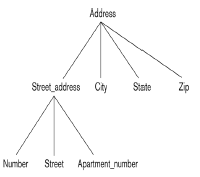 Address
Street_address City State Zip
Number Street Apartment_number